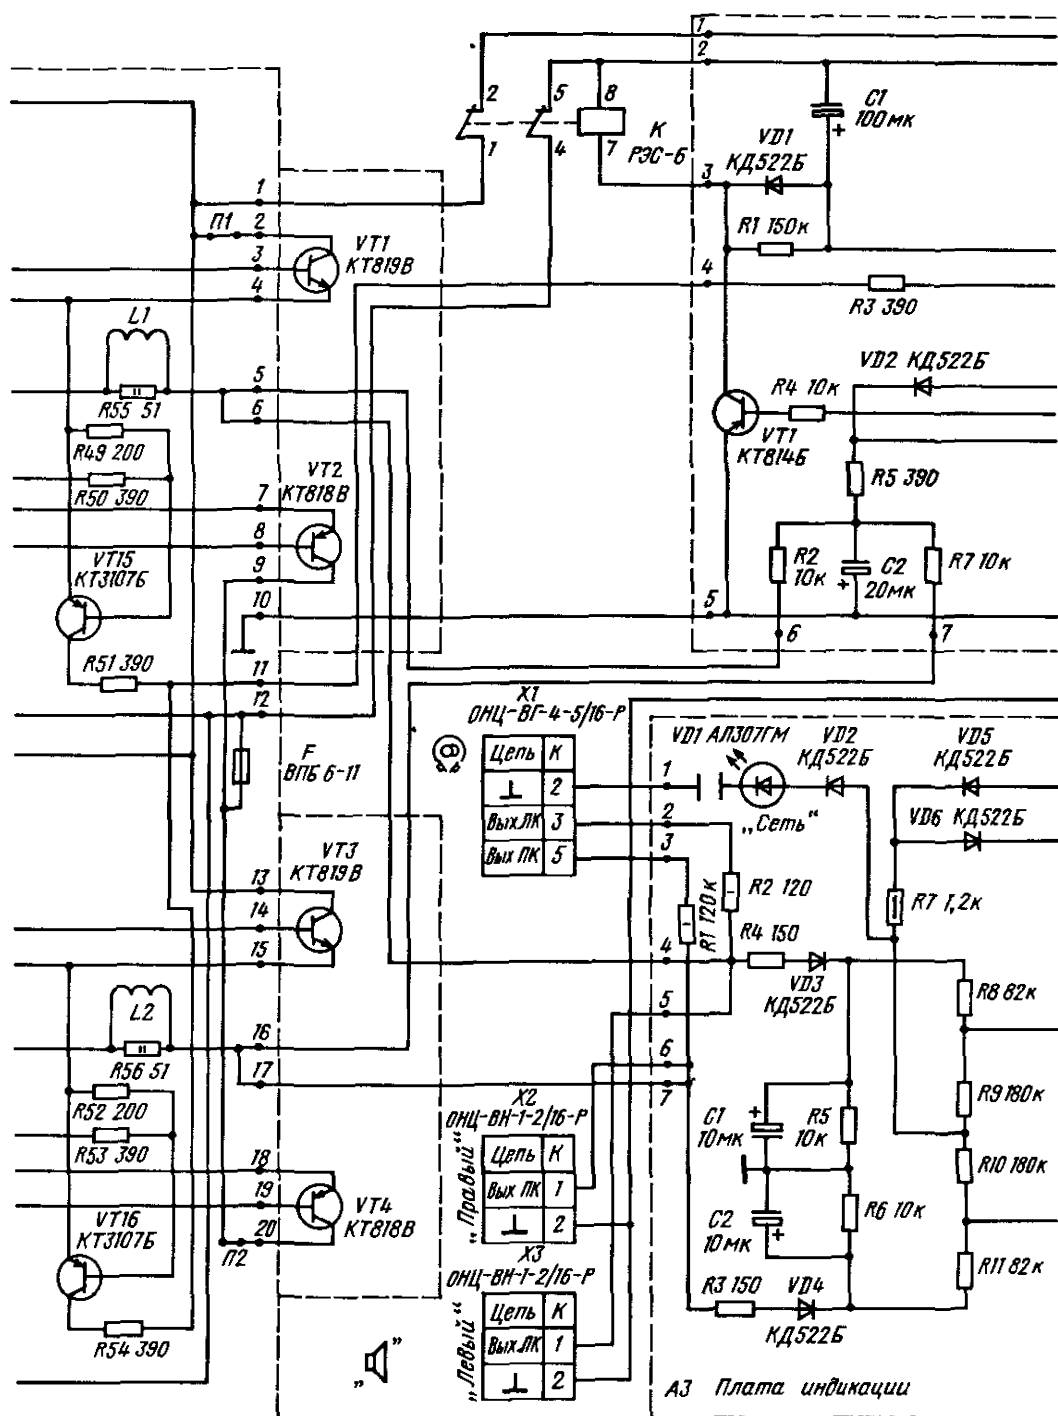 1
2
2
5
8
C1
100мк
+
К
РЭС-6
VD1
КД522Б
1
4
7
3
1
П1
2
3
4
VT1
КТ819В
R1 150к
4
R3 390
L1
R55 51
5
6
VD2 КД522Б
R4 10к
VT1
КТ814Б
R49 200
R50 390
VT2
КТ818В
7
8
9
10
R5 390
R2
10к
C2
20мк
+
R7 10к
VT15
КТ3107Б
5
6
7
R51 390
11
12
F
ВПБ 6-11
X1
ОНЦ-ВГ-4-5/16-Р
Цепь К
⊥ 2
Вых ЛК 3
Вых ПК 5
1
2
3
VD1 АЛ307ГМ
VD2
КД522Б
VD5
КД522Б
„Сеть“
VD6 КД522Б
VT3
КТ819В
13
14
15
R2 120
R1 120к
R4 150
R7 1,2к
4
VD3
КД522Б
R8 82к
L2
R56 51
16
17
5
6
7
R52 200
R53 390
X2
ОНЦ-ВН-1-2/16-Р
„Правый“
Цепь К
Вых ПК 1
⊥ 2
C1
10мк
+
R5
10к
R9 180к
R10 180к
18
19
20
П2
VT4
КТ818В
VT16
КТ3107Б
C2
10мк
+
R6 10к
R11 82к
X3
ОНЦ-ВН-1-2/16-Р
„Левый“
Цепь К
Вых ЛК 1
⊥ 2
R3 150
VD4
КД522Б
R54 390
„ ”
А3 Плата индикации